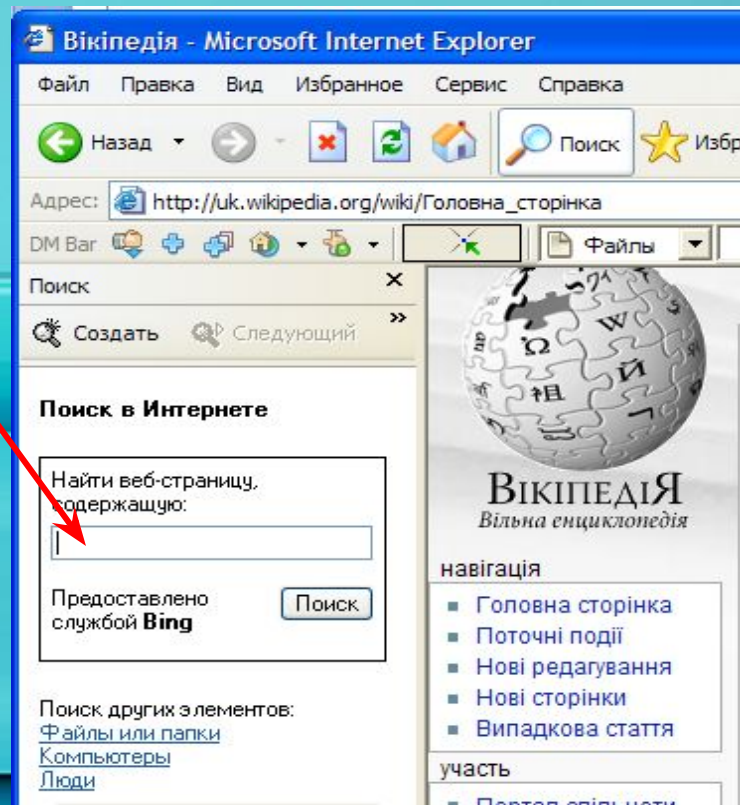 Вікіпедія - Microsoft Internet Explorer
Файл Правка Вид Избранное Сервис Справка
Назад Поиск
Адрес: http://uk.wikipedia.org/wiki/Головна_сторінка
DM Bar Файлы
Поиск
Создать Следующий »
Поиск в Интернете
Найти веб-страницу,
содержащую:
Предоставлено
службой Bing
Поиск
Поиск других элементов:
Файлы или папки
Компьютеры
Люди
ВікіпедіЯ
Вільна енциклопедія
навігація
Головна сторінка
Поточні події
Нові редагування
Нові сторінки
Випадкова стаття
участь